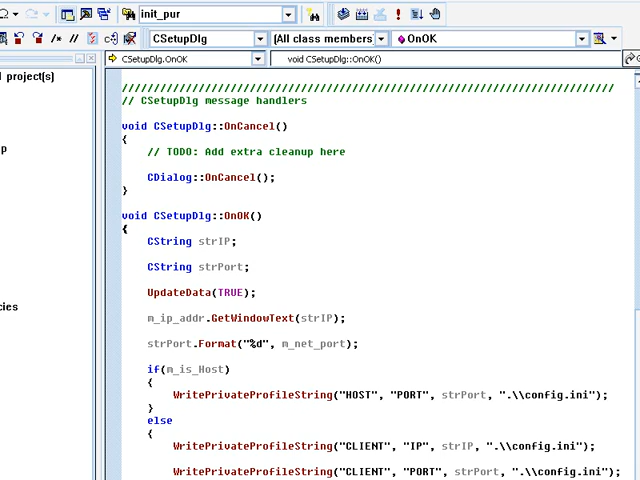 init_pur
CSetupDlg
(All class members)
OnOK
project(s)
CSetupDlg.OnOK
void CSetupDlg::OnOK()
p
cies
////////////////////////////////////////////////////////////////////////////
// CSetupDlg message handlers
void CSetupDlg::OnCancel()
{
// TODO: Add extra cleanup here
CDialog::OnCancel();
}
void CSetupDlg::OnOK()
{
CString strIP;
CString strPort;
UpdateData(TRUE);
m_ip_addr.GetWindowText(strIP);
strPort.Format("%d", m_net_port);
if(m_is_Host)
{
WritePrivateProfileString("HOST", "PORT", strPort, ".\\config.ini");
}
else
{
WritePrivateProfileString("CLIENT", "IP", strIP, ".\\config.ini");
WritePrivateProfileString("CLIENT", "PORT", strPort, ".\\config.ini");